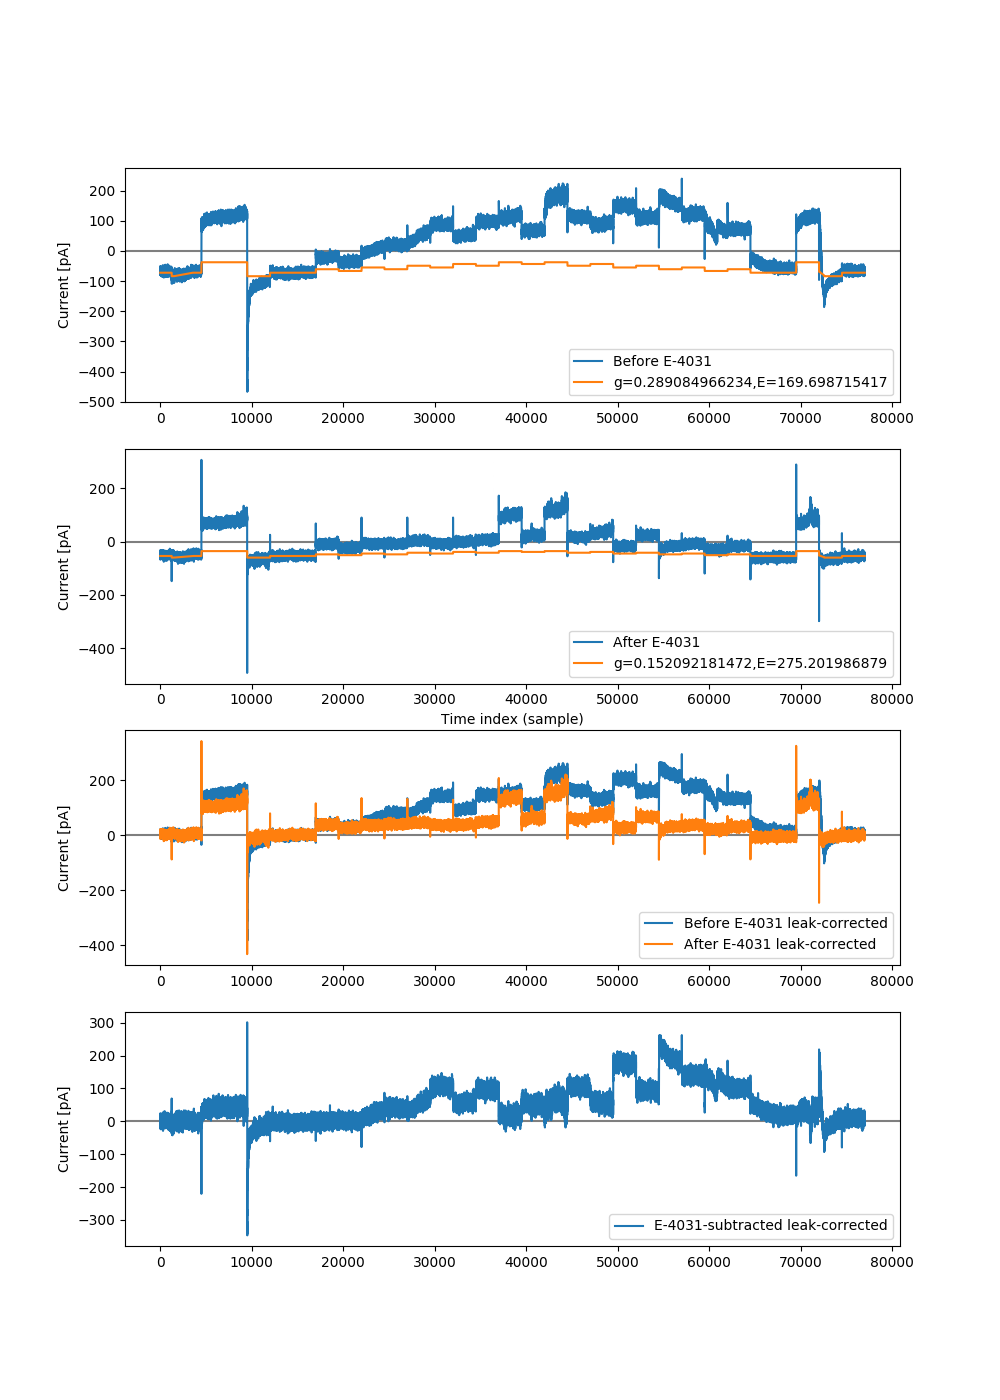 200
100
0
−100
−200
−300
−400
−500
Current [pA]
Before E-4031
g=0.289084966234,E=169.698715417
0 10000 20000 30000 40000 50000 60000 70000 80000
200
0
−200
−400
Current [pA]
After E-4031
g=0.152092181472,E=275.201986879
0 10000 20000 30000 40000 50000 60000 70000 80000
Time index (sample)
200
0
−200
−400
Current [pA]
Before E-4031 leak-corrected
After E-4031 leak-corrected
0 10000 20000 30000 40000 50000 60000 70000 80000
300
200
100
0
−100
−200
−300
Current [pA]
E-4031-subtracted leak-corrected
0 10000 20000 30000 40000 50000 60000 70000 80000